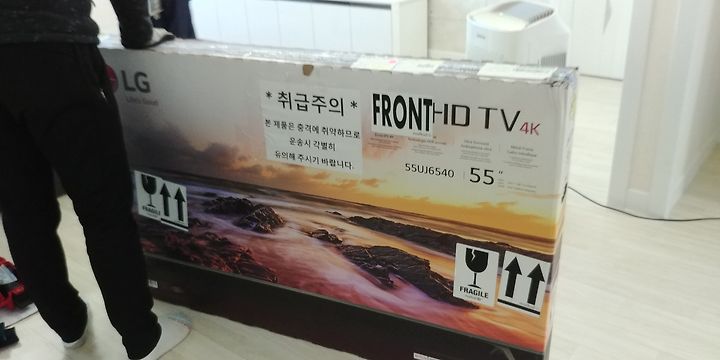 LG
Life's Good
* 취급주의 *
본 제품은 충격에 취약하므로
운송시 각별히
유의해 주시기 바랍니다.
FRONT HD TV 4K
55UJ6540 55"
FRAGILE
FRAGILE